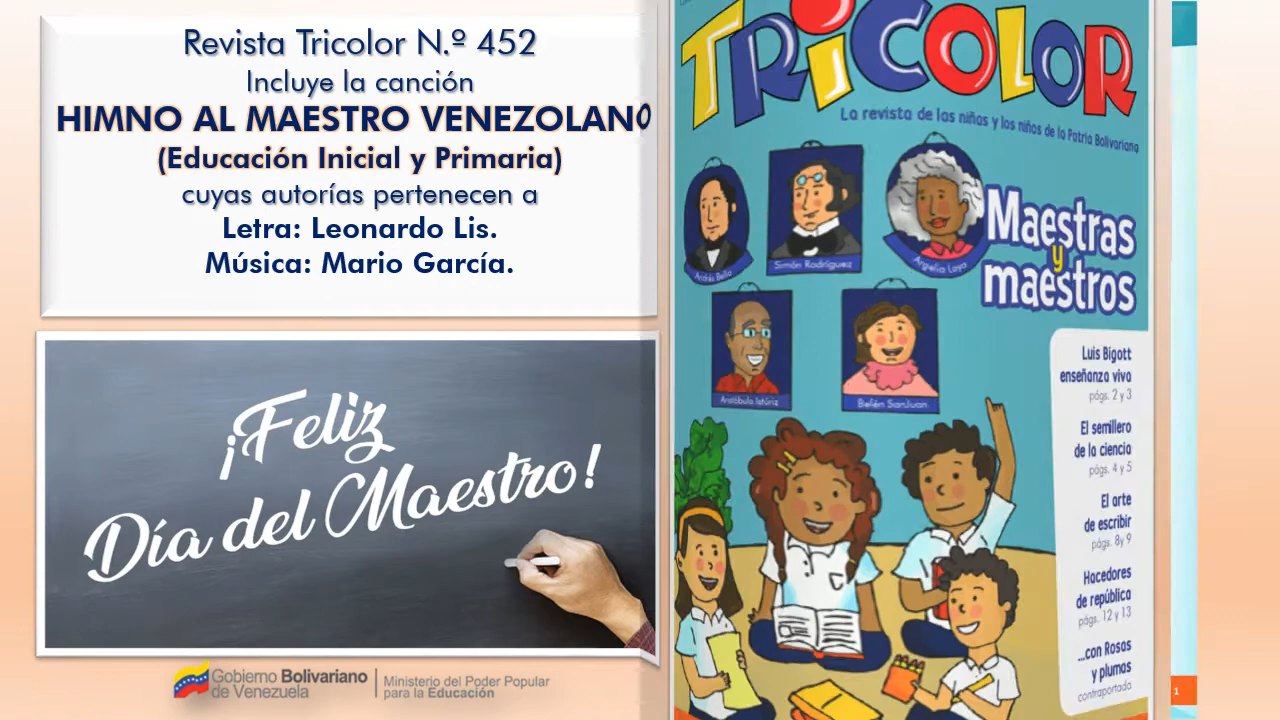 Revista Tricolor N.º 452
Incluye la canción
HIMNO AL MAESTRO VENEZOLANO
(Educación Inicial y Primaria)
cuyas autorías pertenecen a
Letra: Leonardo Lis.
Música: Mario García.
¡Feliz
Día del Maestro!
Gobierno Bolivariano
de Venezuela
Ministerio del Poder Popular
para la Educación
TRICOLOR
La revista de las niñas y los niños de la Patria Bolivariana
Andrés Bello
Simón Rodríguez
Argelia Laya
Maestras
y
maestros
Aristóbulo Istúriz
Belén SanJuan
Luis Bigott
enseñanza viva
págs. 2 y 3
El semillero
de la ciencia
págs. 4 y 5
El arte
de escribir
págs. 8y 9
Hacedores
de república
págs. 12 y 13
...con Rosas
y plumas
contraportada
1